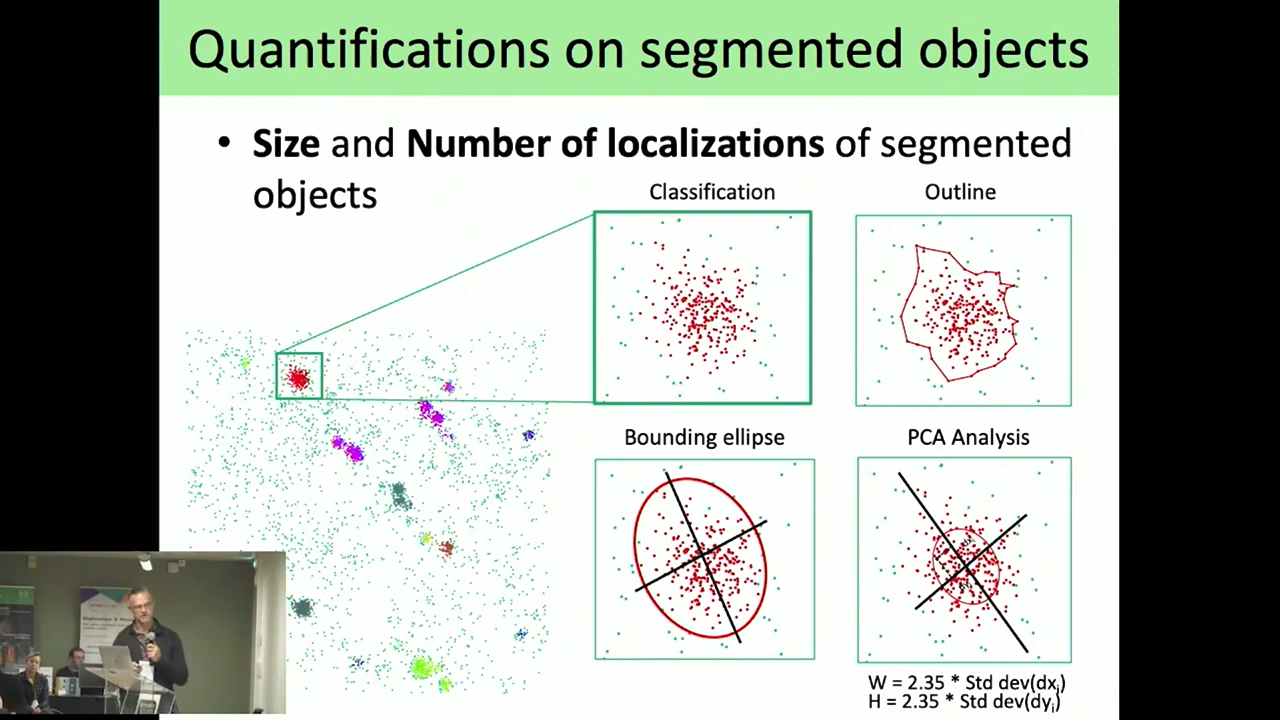 Quantifications on segmented objects
• Size and Number of localizations of segmented
objects
Classification
Outline
Bounding ellipse
PCA Analysis
W = 2.35 * Std dev(dxᵢ)
H = 2.35 * Std dev(dyᵢ)